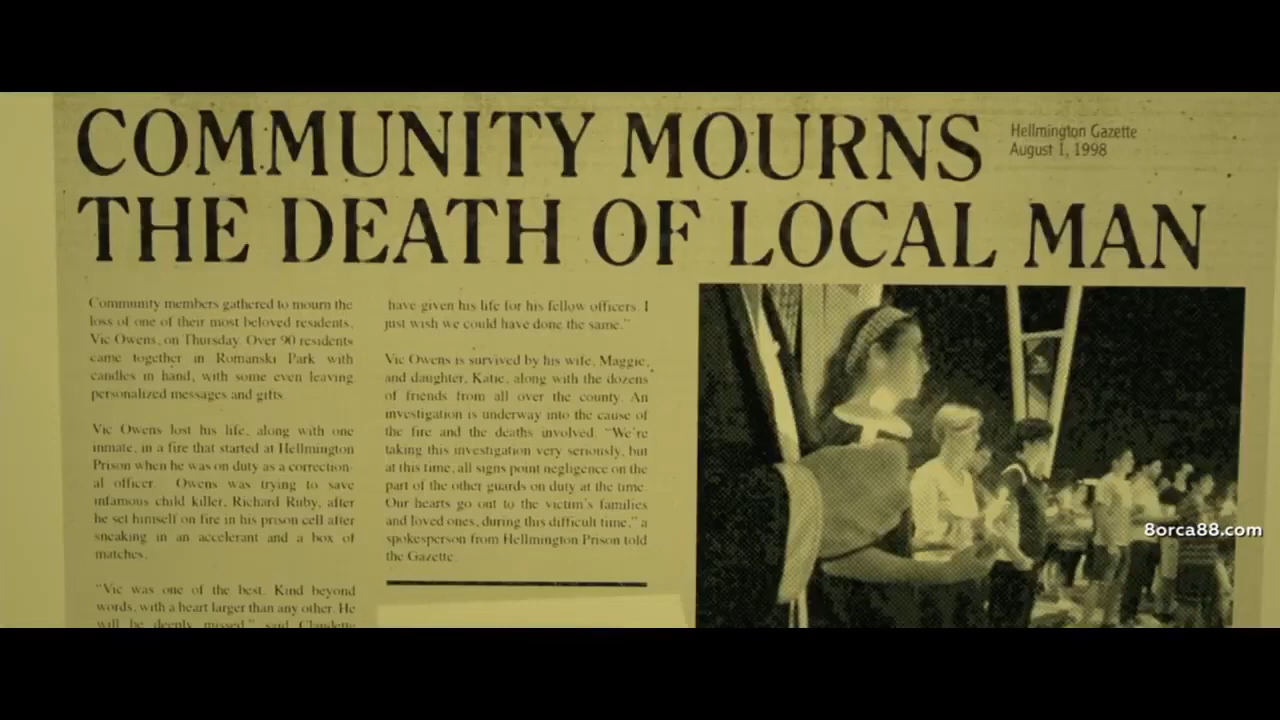 COMMUNITY MOURNS
THE DEATH OF LOCAL MAN
Hellmington Gazette
August 1, 1998
Community members gathered to mourn the
loss of one of their most beloved residents,
Vic Owens, on Thursday. Over 90 residents
came together in Romanski Park with
candles in hand, with some even leaving
personalized messages and gifts.
Vic Owens lost his life, along with one
inmate, in a fire that started at Hellmington
Prison when he was on duty as a correction-
al officer. Owens was trying to save
infamous child killer, Richard Ruby, after
he set himself on fire in his prison cell after
sneaking in an accelerant and a box of
matches.
"Vic was one of the best. Kind beyond
words, with a heart larger than any other. He
will be deeply missed," said Claudette
have given his life for his fellow officers. I
just wish we could have done the same."
Vic Owens is survived by his wife, Maggie,
and daughter, Katie, along with the dozens
of friends from all over the county. An
investigation is underway into the cause of
the fire and the deaths involved. "We're
taking this investigation very seriously, but
at this time, all signs point negligence on the
part of the other guards on duty at the time.
Our hearts go out to the victim's families
and loved ones, during this difficult time," a
spokesperson from Hellmington Prison told
the Gazette.
8orca88.com